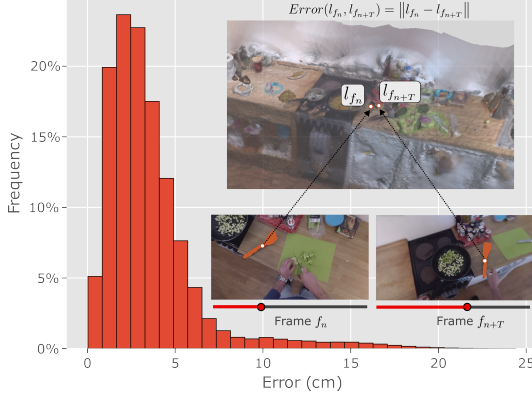 Error(l_{f_n}, l_{f_{n+T}}) = ||l_{f_n} − l_{f_{n+T}}||
20%
15%
10%
5%
0%
Frequency
l_{f_n}
l_{f_{n+T}}
Frame f_n
Frame f_{n+T}
0
5
10
15
20
25
Error (cm)